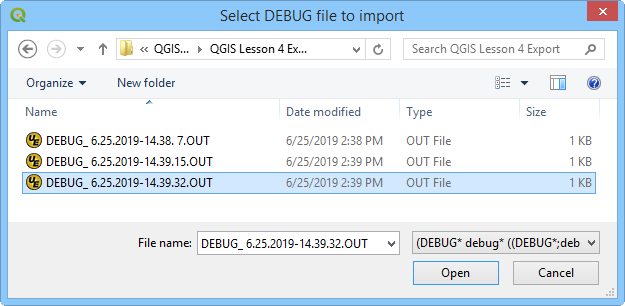 Select DEBUG file to import
« QGIS... › QGIS Lesson 4 Ex... Search QGIS Lesson 4 Export
Organize New folder
Name Date modified Type Size
DEBUG_ 6.25.2019-14.38. 7.OUT 6/25/2019 2:38 PM OUT File 1 KB
DEBUG_ 6.25.2019-14.39.15.OUT 6/25/2019 2:39 PM OUT File 1 KB
DEBUG_ 6.25.2019-14.39.32.OUT 6/25/2019 2:39 PM OUT File 1 KB
File name: DEBUG_ 6.25.2019-14.39.32.OUT (DEBUG* debug* ((DEBUG*;deb
Open Cancel